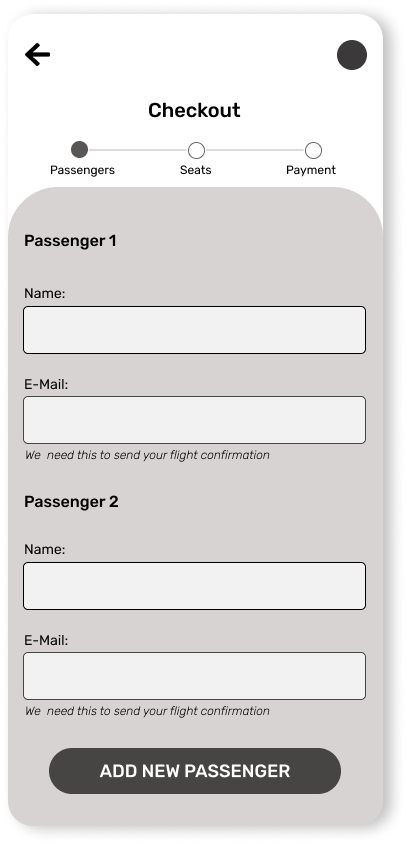 Checkout
Passengers Seats Payment
Passenger 1
Name:
E-Mail:
We need this to send your flight confirmation
Passenger 2
Name:
E-Mail:
We need this to send your flight confirmation
ADD NEW PASSENGER